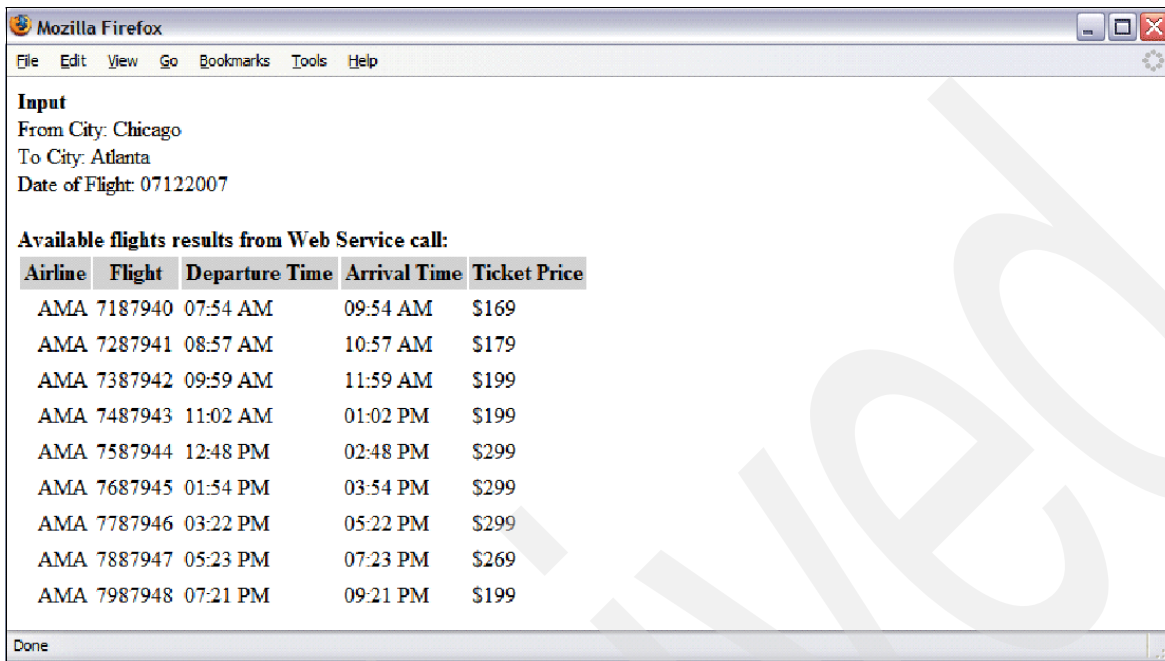 Mozilla Firefox
File Edit View Go Bookmarks Tools Help
Input
From City: Chicago
To City: Atlanta
Date of Flight: 07122007
Available flights results from Web Service call:
Airline Flight Departure Time Arrival Time Ticket Price
AMA 7187940 07:54 AM 09:54 AM $169
AMA 7287941 08:57 AM 10:57 AM $179
AMA 7387942 09:59 AM 11:59 AM $199
AMA 7487943 11:02 AM 01:02 PM $199
AMA 7587944 12:48 PM 02:48 PM $299
AMA 7687945 01:54 PM 03:54 PM $299
AMA 7787946 03:22 PM 05:22 PM $299
AMA 7887947 05:23 PM 07:23 PM $269
AMA 7987948 07:21 PM 09:21 PM $199
Done